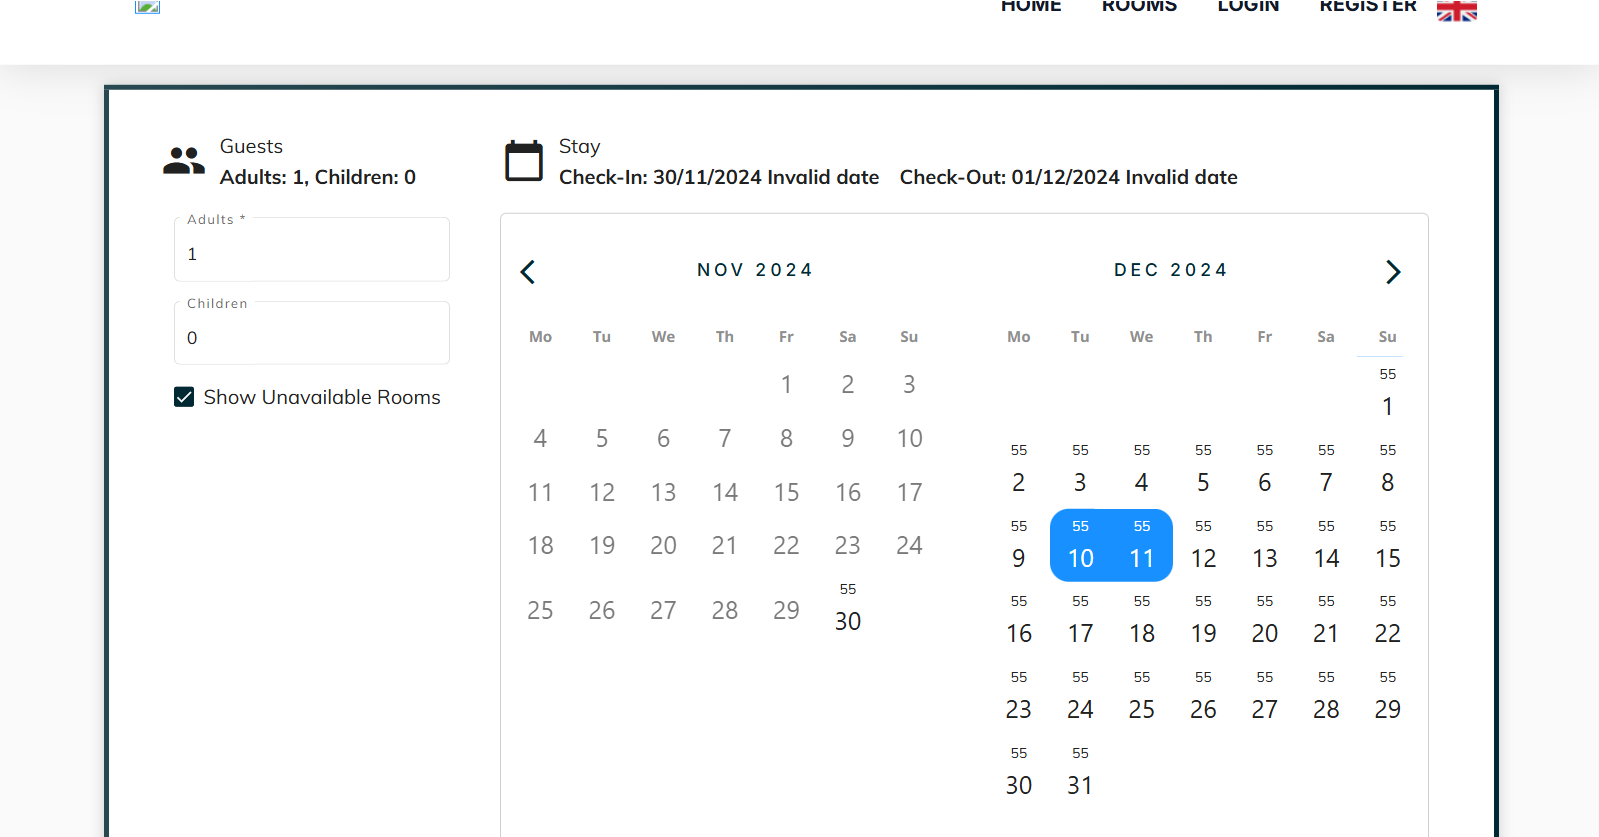 HOME ROOMS LOGIN REGISTER
Guests
Adults: 1, Children: 0
Stay
Check-In: 30/11/2024 Invalid date Check-Out: 01/12/2024 Invalid date
Adults *
1
Children
0
Show Unavailable Rooms
NOV 2024
Mo Tu We Th Fr Sa Su
1 2 3
4 5 6 7 8 9 10
11 12 13 14 15 16 17
18 19 20 21 22 23 24
55
25 26 27 28 29 30
DEC 2024
Mo Tu We Th Fr Sa Su
55
1
55 55 55 55 55 55 55
2 3 4 5 6 7 8
55 55 55 55 55 55 55
9 10 11 12 13 14 15
55 55 55 55 55 55 55
16 17 18 19 20 21 22
55 55 55 55 55 55 55
23 24 25 26 27 28 29
55 55
30 31